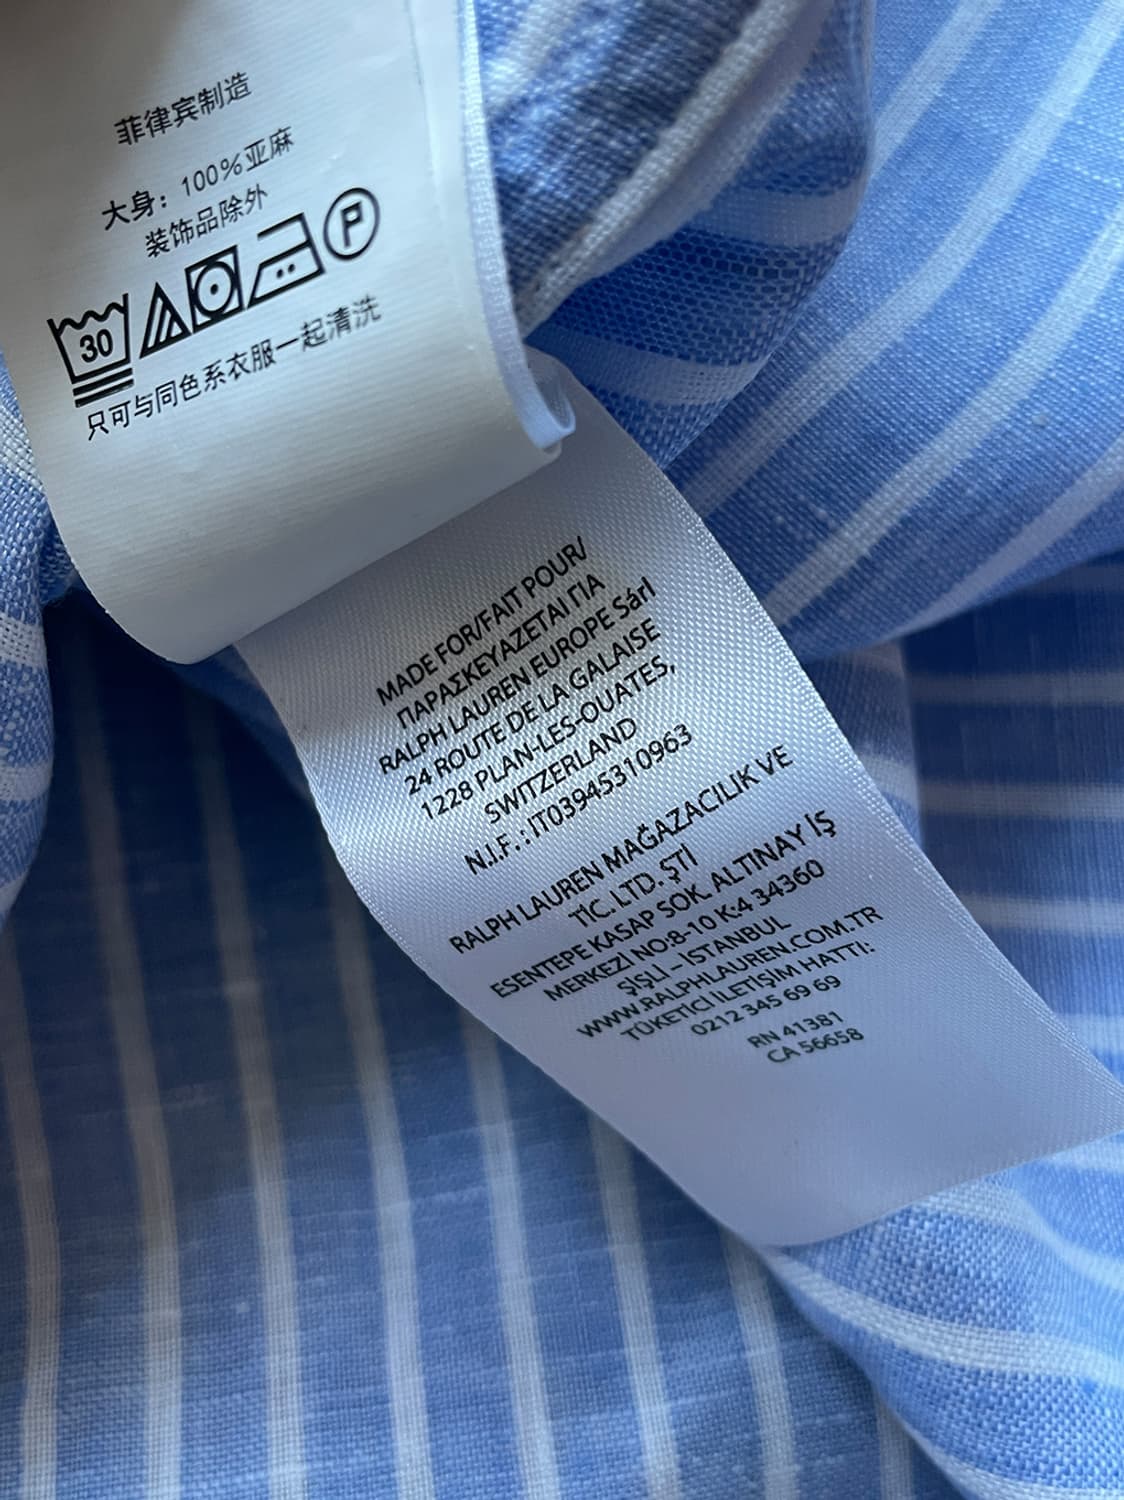 菲律宾制造
大身：100%亚麻
装饰品除外
30 P
只可与同色系衣服一起清洗
MADE FOR/FAIT POUR/
ΠΑΡΑΣΚΕΥΑΖΕΤΑΙ ΓΙΑ
RALPH LAUREN EUROPE Sárl
24 ROUTE DE LA GALAISE
1228 PLAN-LES-OUATES,
SWITZERLAND
N.I.F. : IT03945310963
RALPH LAUREN MAĞAZACILIK VE
TİC. LTD. ŞTİ
ESENTEPE KASAP SOK. ALTINAY İŞ
MERKEZİ NO:8-10 K:4 34360
ŞİŞLİ – İSTANBUL
WWW.RALPHLAUREN.COM.TR
TÜKETİCİ İLETİŞİM HATTI:
0212 345 69 69
RN 41381
CA 56658